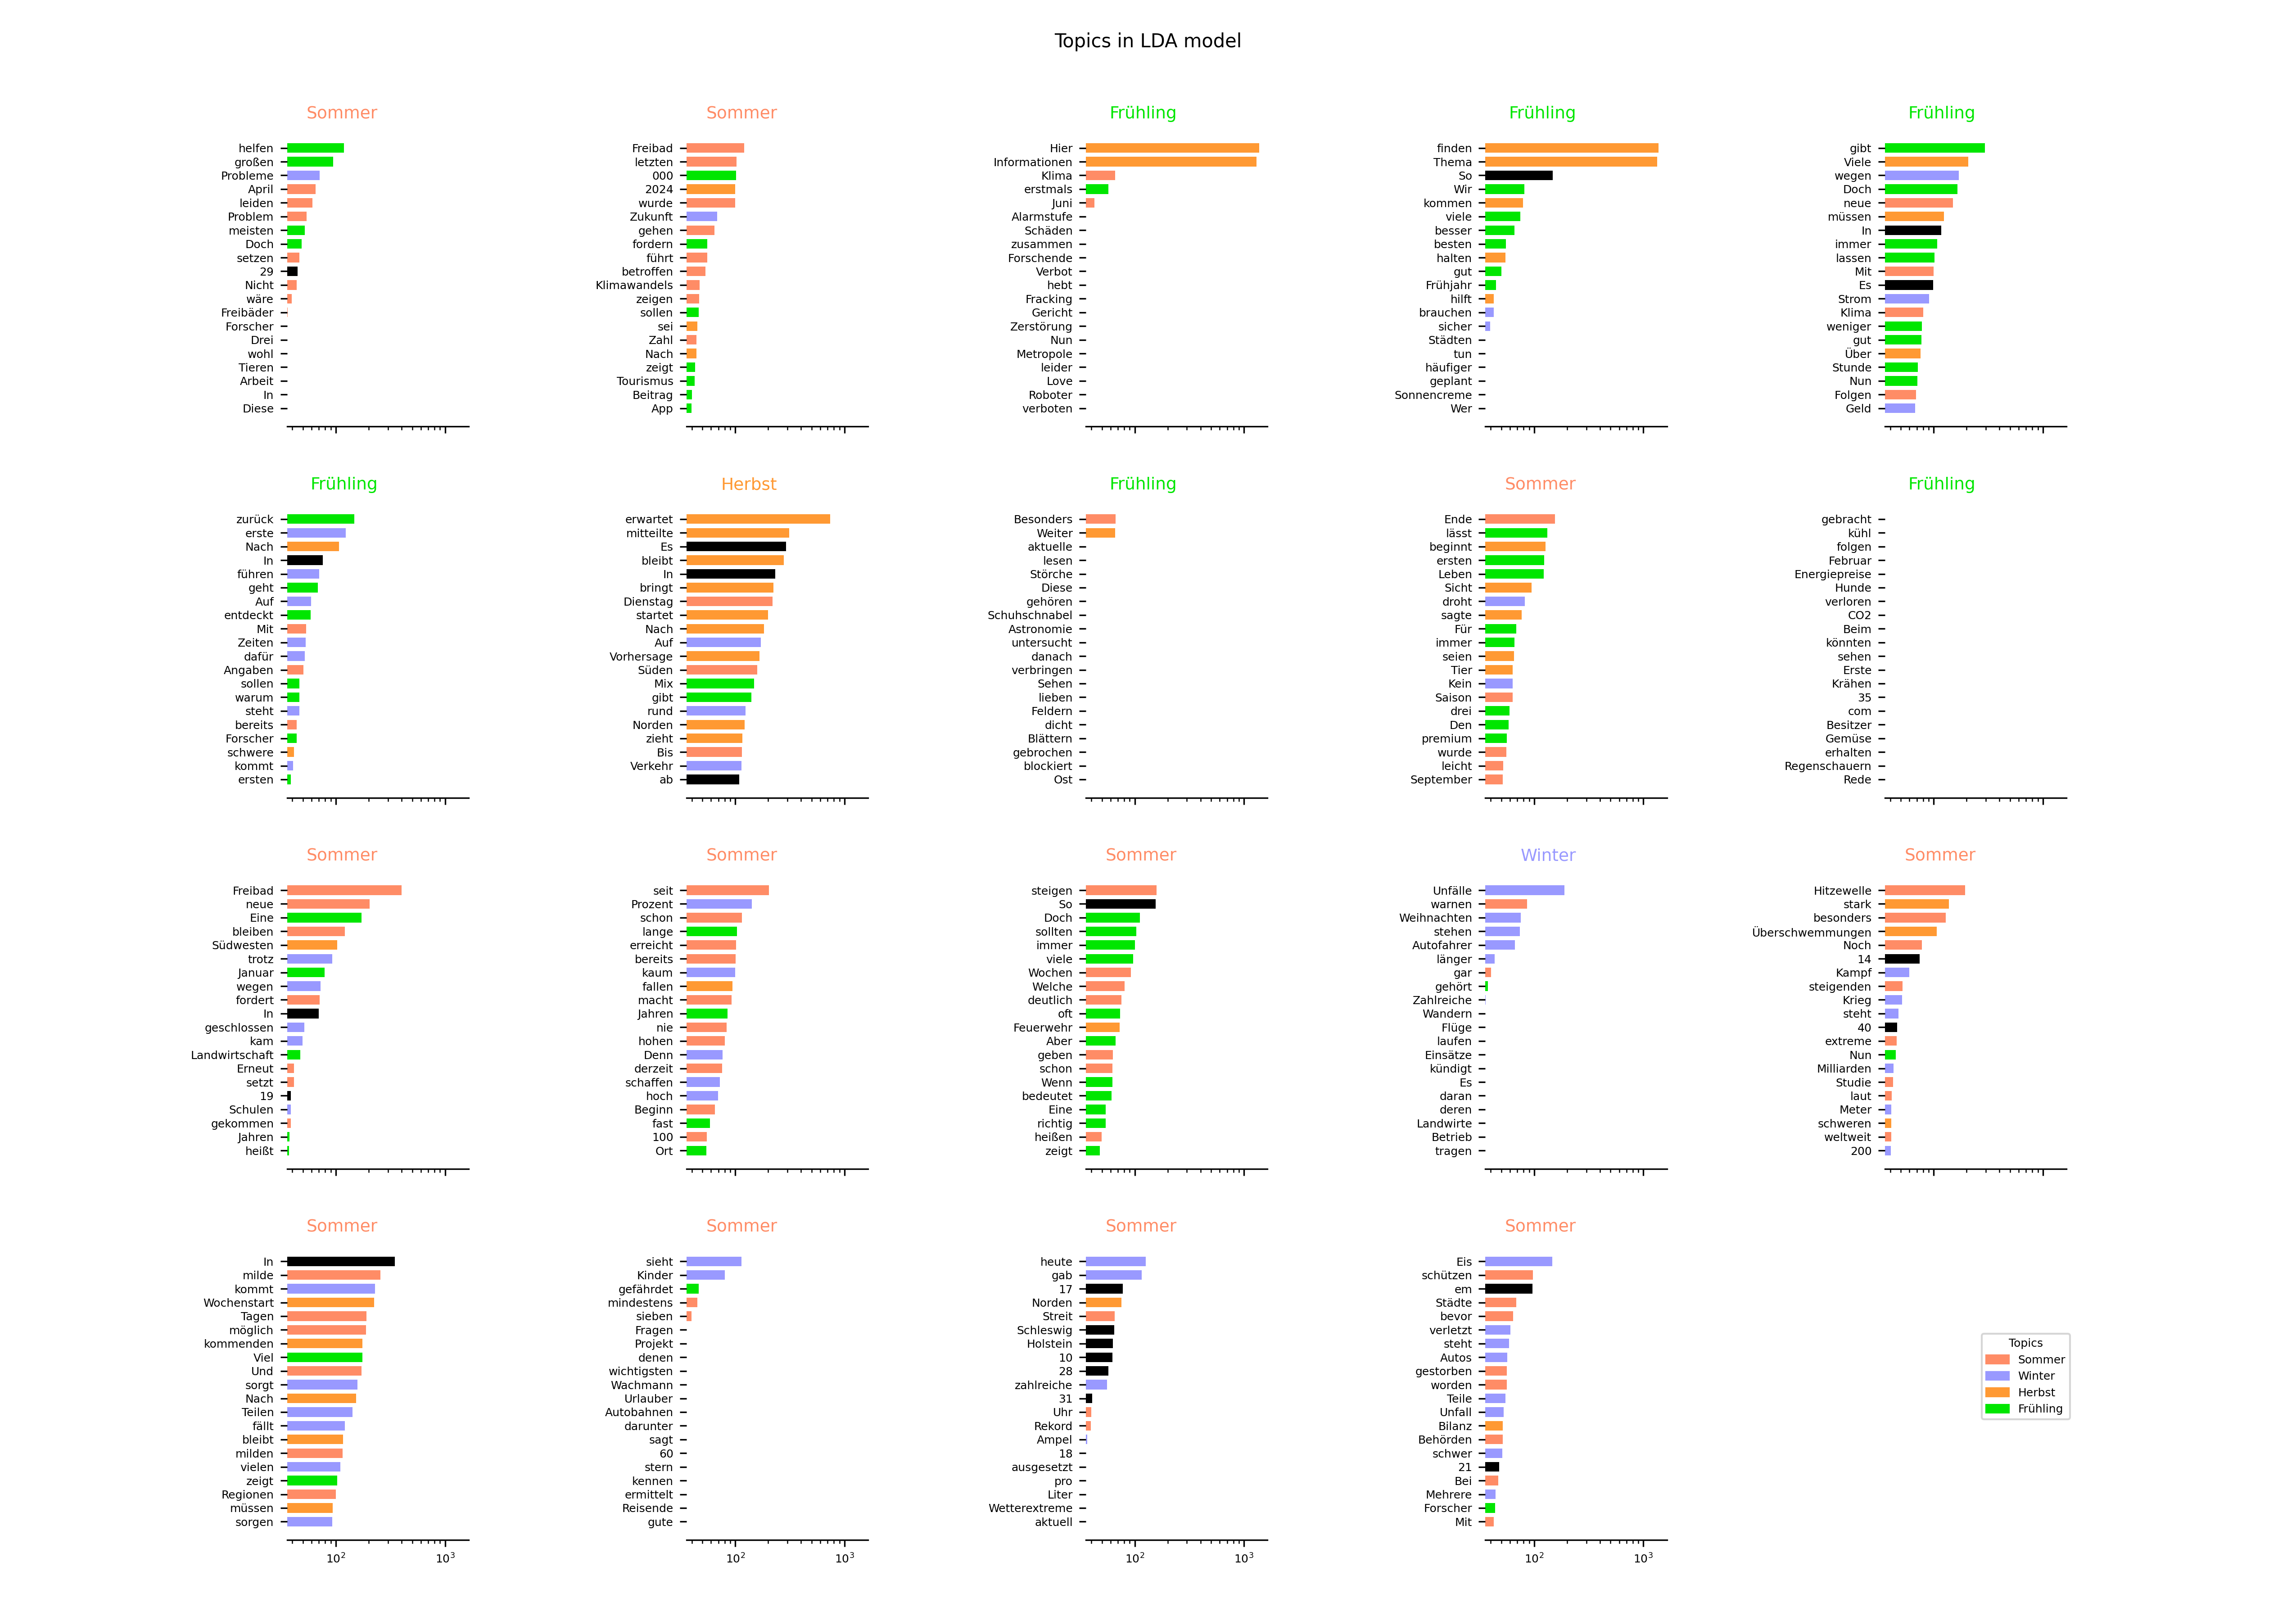 Topics in LDA model
Sommer
helfen
großen
Probleme
April
leiden
Problem
meisten
Doch
setzen
29
Nicht
wäre
Freibäder
Forscher
Drei
wohl
Tieren
Arbeit
In
Diese
Sommer
Freibad
letzten
000
2024
wurde
Zukunft
gehen
fordern
führt
betroffen
Klimawandels
zeigen
sollen
sei
Zahl
Nach
zeigt
Tourismus
Beitrag
App
Frühling
Hier
Informationen
Klima
erstmals
Juni
Alarmstufe
Schäden
zusammen
Forschende
Verbot
hebt
Fracking
Gericht
Zerstörung
Nun
Metropole
leider
Love
Roboter
verboten
Frühling
finden
Thema
So
Wir
kommen
viele
besser
besten
halten
gut
Frühjahr
hilft
brauchen
sicher
Städten
tun
häufiger
geplant
Sonnencreme
Wer
Frühling
gibt
Viele
wegen
Doch
neue
müssen
In
immer
lassen
Mit
Es
Strom
Klima
weniger
gut
Über
Stunde
Nun
Folgen
Geld
Frühling
zurück
erste
Nach
In
führen
geht
Auf
entdeckt
Mit
Zeiten
dafür
Angaben
sollen
warum
steht
bereits
Forscher
schwere
kommt
ersten
Herbst
erwartet
mitteilte
Es
bleibt
In
bringt
Dienstag
startet
Nach
Auf
Vorhersage
Süden
Mix
gibt
rund
Norden
zieht
Bis
Verkehr
ab
Frühling
Besonders
Weiter
aktuelle
lesen
Störche
Diese
gehören
Schuhschnabel
Astronomie
untersucht
danach
verbringen
Sehen
lieben
Feldern
dicht
Blättern
gebrochen
blockiert
Ost
Sommer
Ende
lässt
beginnt
ersten
Leben
Sicht
droht
sagte
Für
immer
seien
Tier
Kein
Saison
drei
Den
premium
wurde
leicht
September
Frühling
gebracht
kühl
folgen
Februar
Energiepreise
Hunde
verloren
CO2
Beim
könnten
sehen
Erste
Krähen
35
com
Besitzer
Gemüse
erhalten
Regenschauern
Rede
Sommer
Freibad
neue
Eine
bleiben
Südwesten
trotz
Januar
wegen
fordert
In
geschlossen
kam
Landwirtschaft
Erneut
setzt
19
Schulen
gekommen
Jahren
heißt
Sommer
seit
Prozent
schon
lange
erreicht
bereits
kaum
fallen
macht
Jahren
nie
hohen
Denn
derzeit
schaffen
hoch
Beginn
fast
100
Ort
Sommer
steigen
So
Doch
sollten
immer
viele
Wochen
Welche
deutlich
oft
Feuerwehr
Aber
geben
schon
Wenn
bedeutet
Eine
richtig
heißen
zeigt
Winter
Unfälle
warnen
Weihnachten
stehen
Autofahrer
länger
gar
gehört
Zahlreiche
Wandern
Flüge
laufen
Einsätze
kündigt
Es
daran
deren
Landwirte
Betrieb
tragen
Sommer
Hitzewelle
stark
besonders
Überschwemmungen
Noch
14
Kampf
steigenden
Krieg
steht
40
extreme
Nun
Milliarden
Studie
laut
Meter
schweren
weltweit
200
Sommer
In
milde
kommt
Wochenstart
Tagen
möglich
kommenden
Viel
Und
sorgt
Nach
Teilen
fällt
bleibt
milden
vielen
zeigt
Regionen
müssen
sorgen
10² 10³
Sommer
sieht
Kinder
gefährdet
mindestens
sieben
Fragen
Projekt
denen
wichtigsten
Wachmann
Urlauber
Autobahnen
darunter
sagt
60
stern
kennen
ermittelt
Reisende
gute
10² 10³
Sommer
heute
gab
17
Norden
Streit
Schleswig
Holstein
10
28
zahlreiche
31
Uhr
Rekord
Ampel
18
ausgesetzt
pro
Liter
Wetterextreme
aktuell
10² 10³
Sommer
Eis
schützen
em
Städte
bevor
verletzt
steht
Autos
gestorben
worden
Teile
Unfall
Bilanz
Behörden
schwer
21
Bei
Mehrere
Forscher
Mit
10² 10³
Topics
Sommer
Winter
Herbst
Frühling